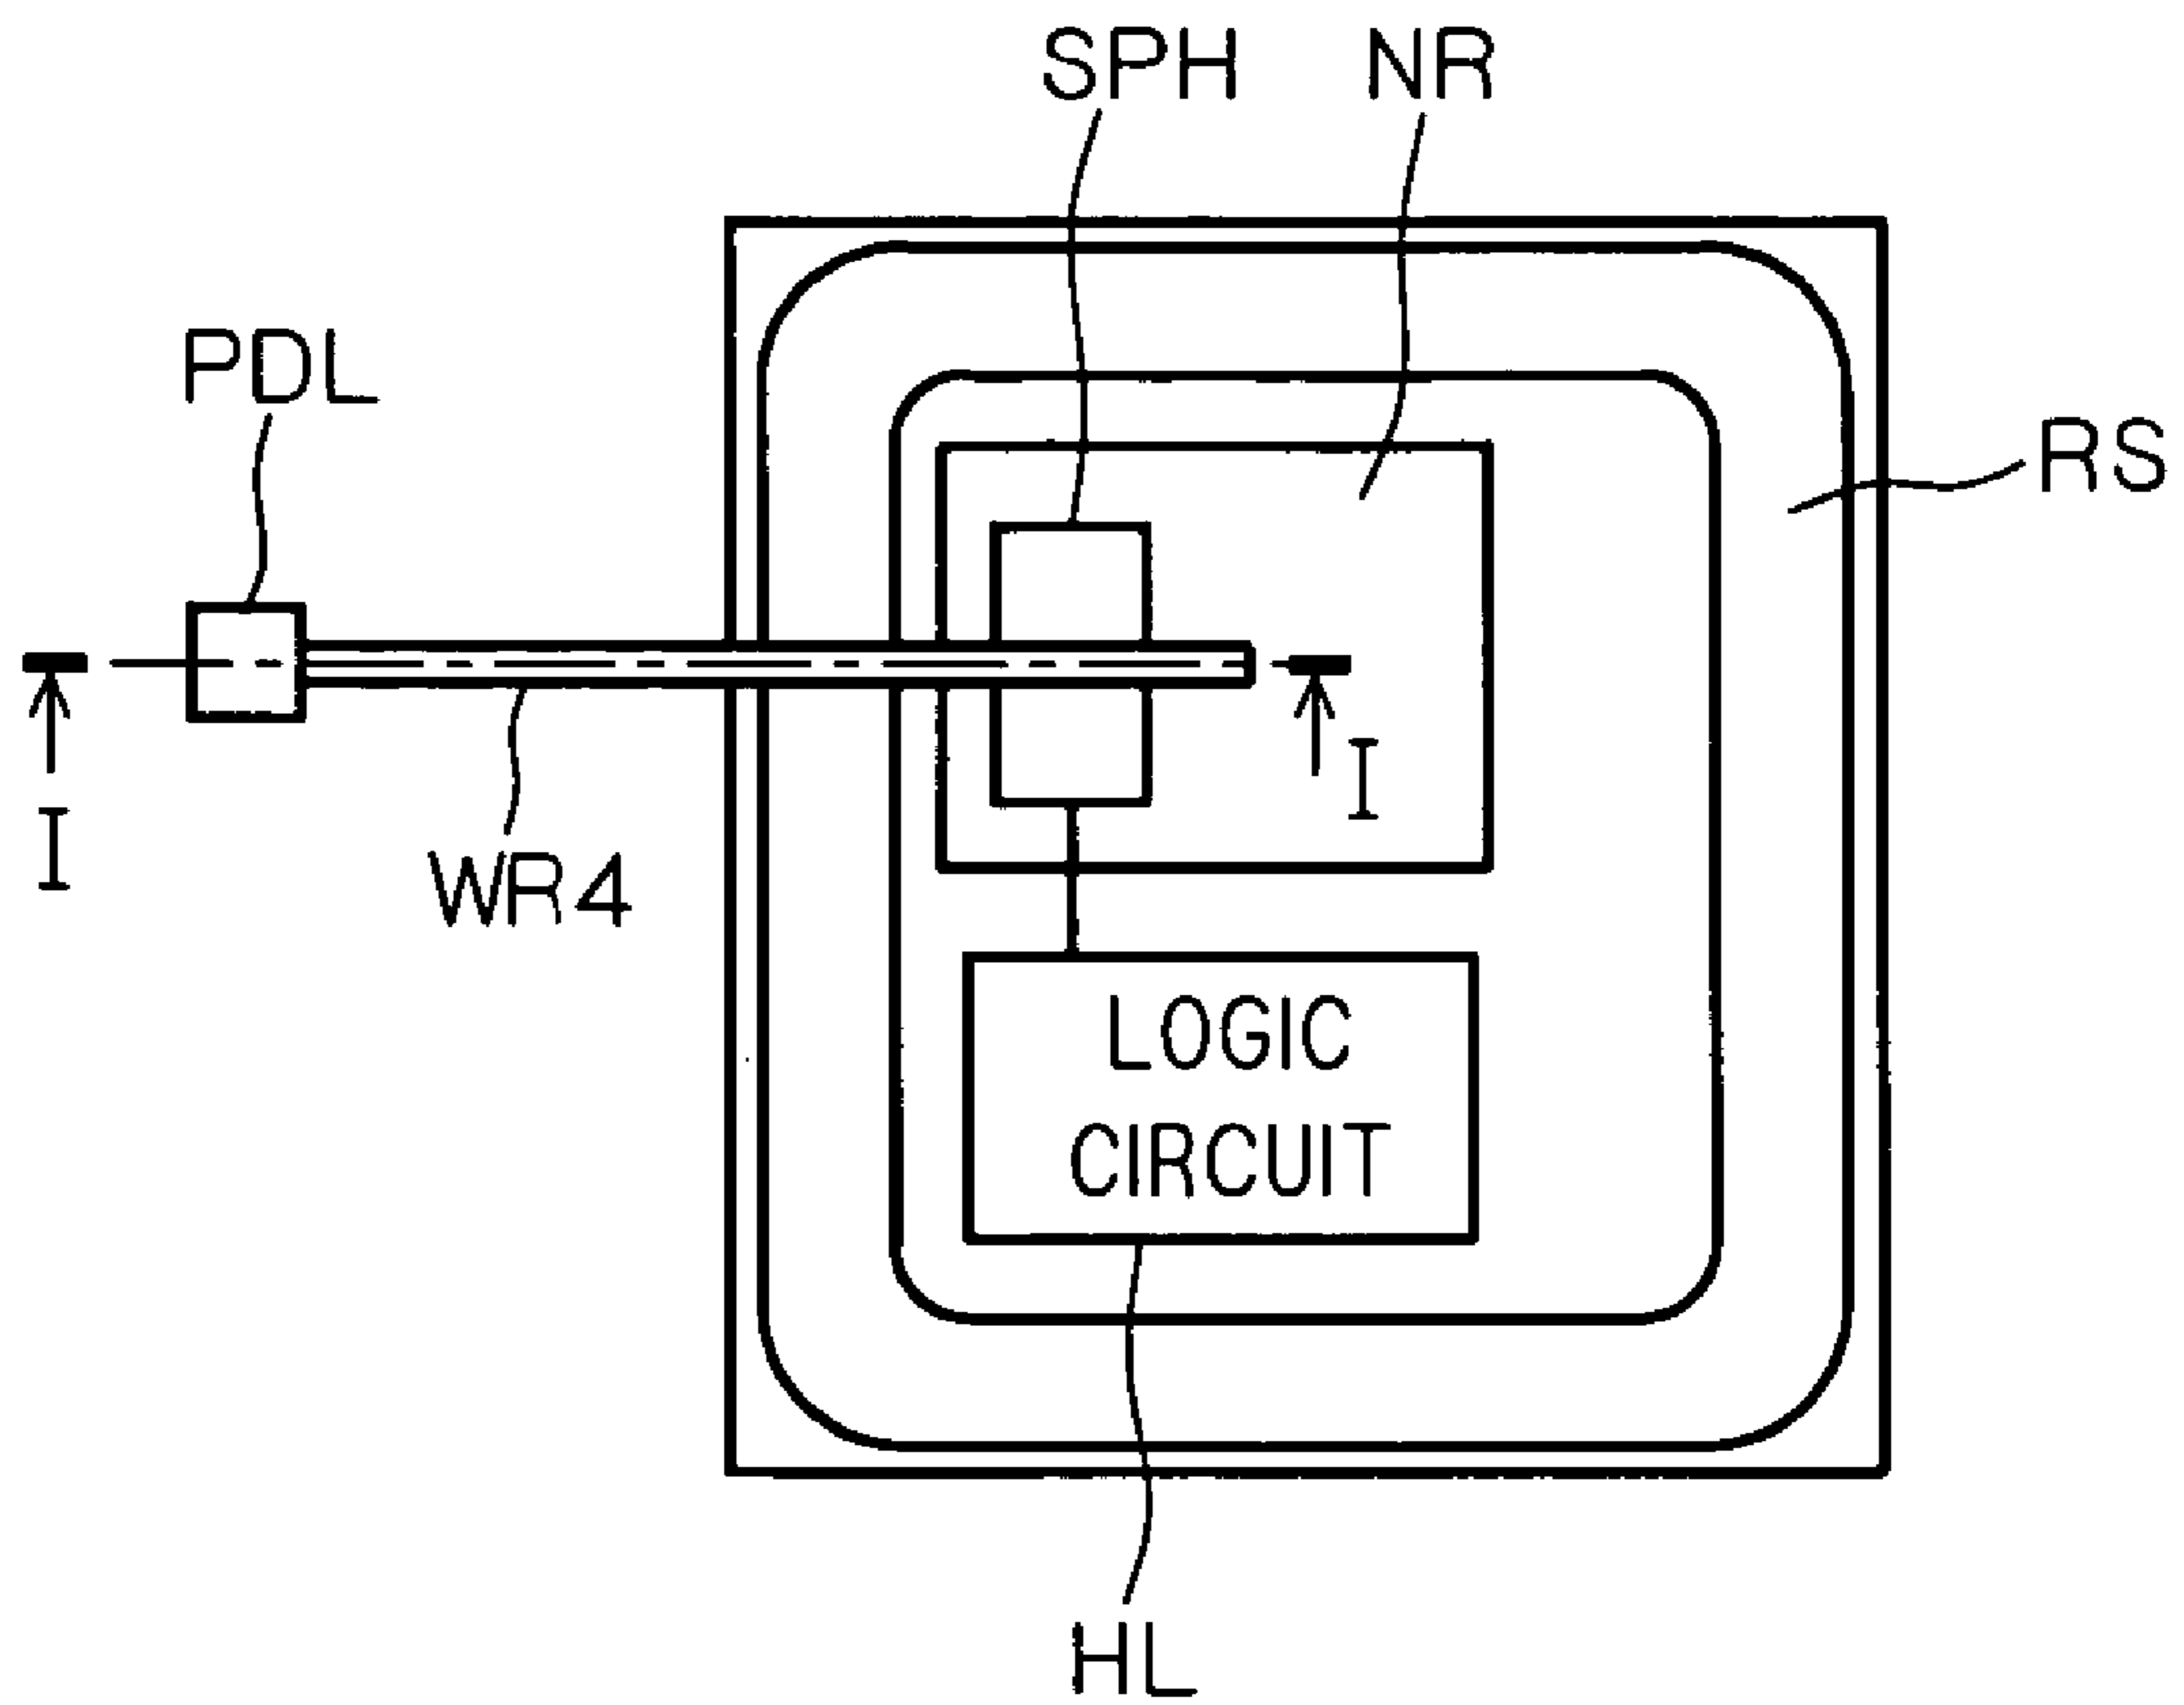 SPH NR
PDL
RS
I
I
WR4
LOGIC
CIRCUIT
HL